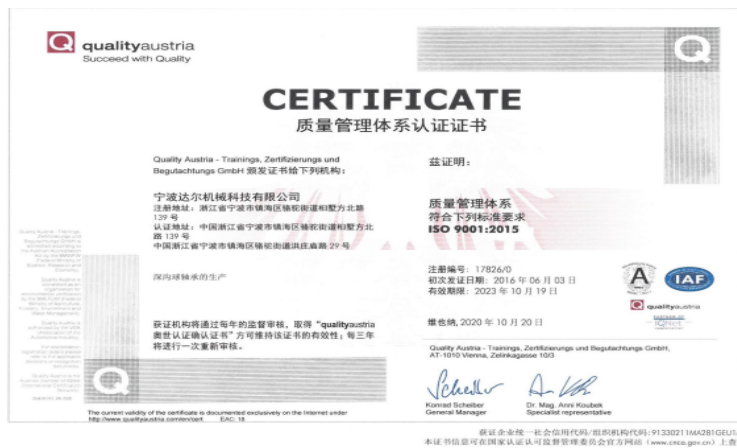 qualityaustria
Succeed with Quality
CERTIFICATE
质量管理体系认证证书
Quality Austria - Trainings, Zertifizierungs und
Begutachtungs GmbH 颁发证书给下列机构:
宁波达尔机械科技有限公司
注册地址: 浙江省宁波市镇海区骆驼街道相墅方北路
139 号
认证地址: 中国浙江省宁波市镇海区骆驼街道相墅方北
路 139 号
中国浙江省宁波市镇海区骆驼街道洪庄庙路 29 号
深沟球轴承的生产
获证机构将通过每年的监督审核, 取得 "qualityaustria
奥世认证确认证书" 方可维持该证书的有效性; 每三年
将进行一次重新审核。
The current validity of the certificate is documented exclusively on the Internet under
http://www.qualityaustria.com/en/cert EAC: 18
兹证明:
质量管理体系
符合下列标准要求
ISO 9001:2015
注册编号: 17826/0
初次发证日期: 2016 年 06 月 03 日
有效期限: 2023 年 10 月 19 日
IAF
qualityaustria
IQNet
维也纳, 2020 年 10 月 20 日
Quality Austria - Trainings, Zertifizierungs und Begutachtungs GmbH,
AT-1010 Vienna, Zelinkagasse 10/3
Konrad Scheiber
General Manager
Dr. Mag. Anni Koubek
Specialist representative
获证企业统一社会信用代码/组织机构代码: 91330211MA2B1GEU1
本证书信息可在国家认证认可监督管理委员会官方网站 (www.cnca.gov.cn) 上查